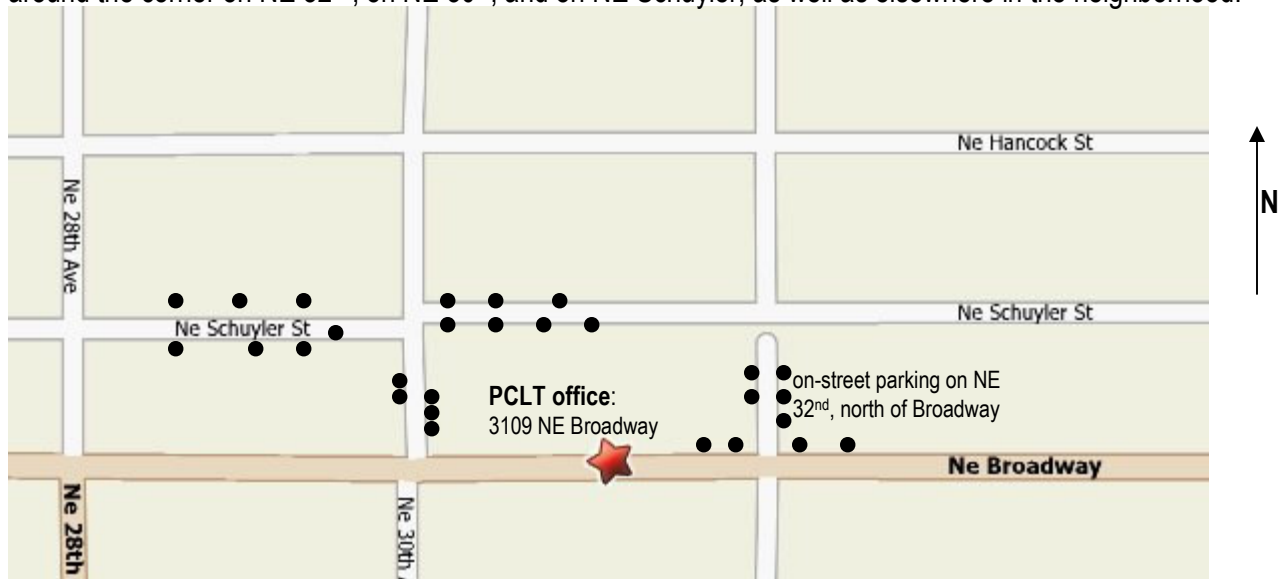 around the corner on NE 32nd, on NE 30th, and on NE Schuyler, as well as elsewhere in the neighborhood.
Ne Hancock St
N
Ne 28th Ave
Ne Schuyler St
Ne Schuyler St
on-street parking on NE
32nd, north of Broadway
PCLT office:
3109 NE Broadway
Ne Broadway
Ne 28th
Ne 30th